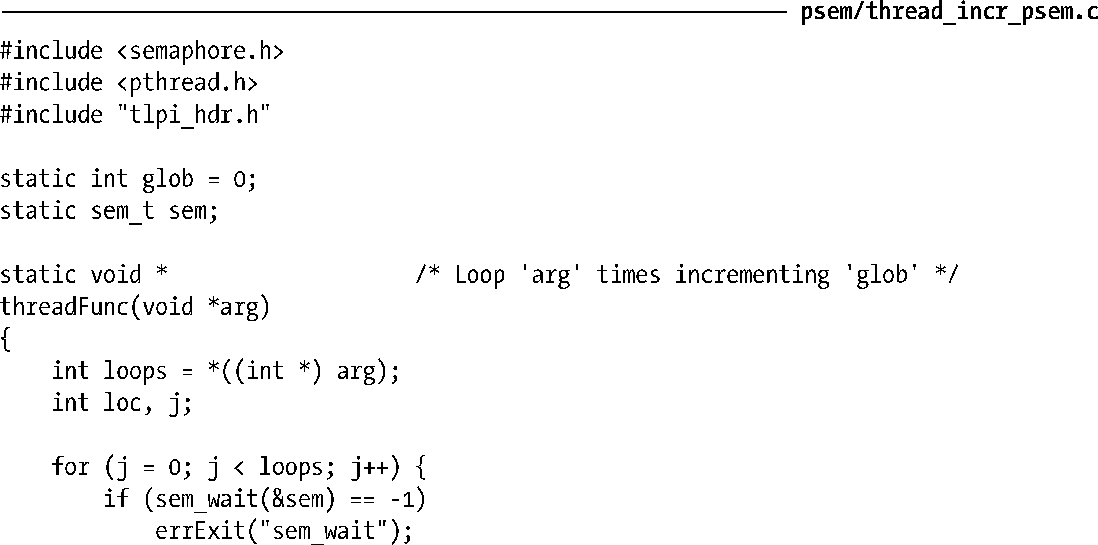 psem/thread_incr_psem.c
#include <semaphore.h>
#include <pthread.h>
#include "tlpi_hdr.h"

static int glob = 0;
static sem_t sem;

static void *                   /* Loop 'arg' times incrementing 'glob' */
threadFunc(void *arg)
{
    int loops = *((int *) arg);
    int loc, j;

    for (j = 0; j < loops; j++) {
        if (sem_wait(&sem) == -1)
            errExit("sem_wait");